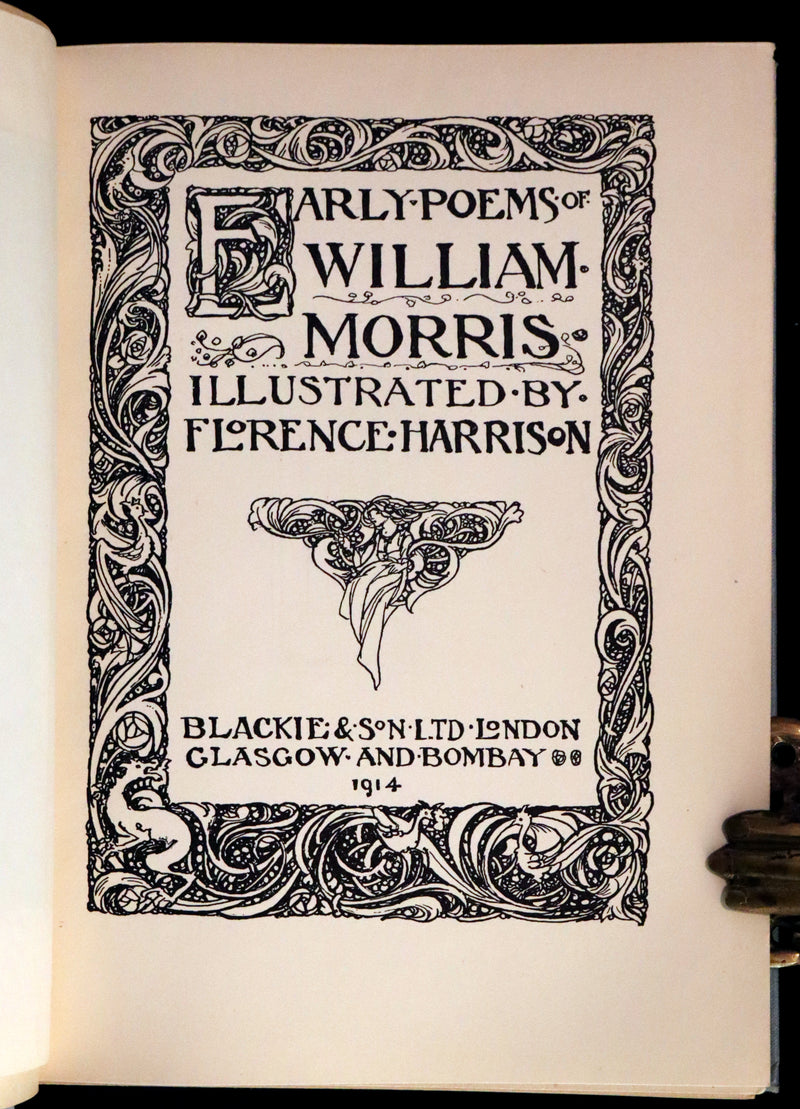 EARLY·POEMS·OF
WILLIAM·
MORRIS·
ILLUSTRATED·BY·
FLORENCE·HARRISON
BLACKIE·&·SON·LTD·LONDON
GLASGOW·AND·BOMBAY
1914